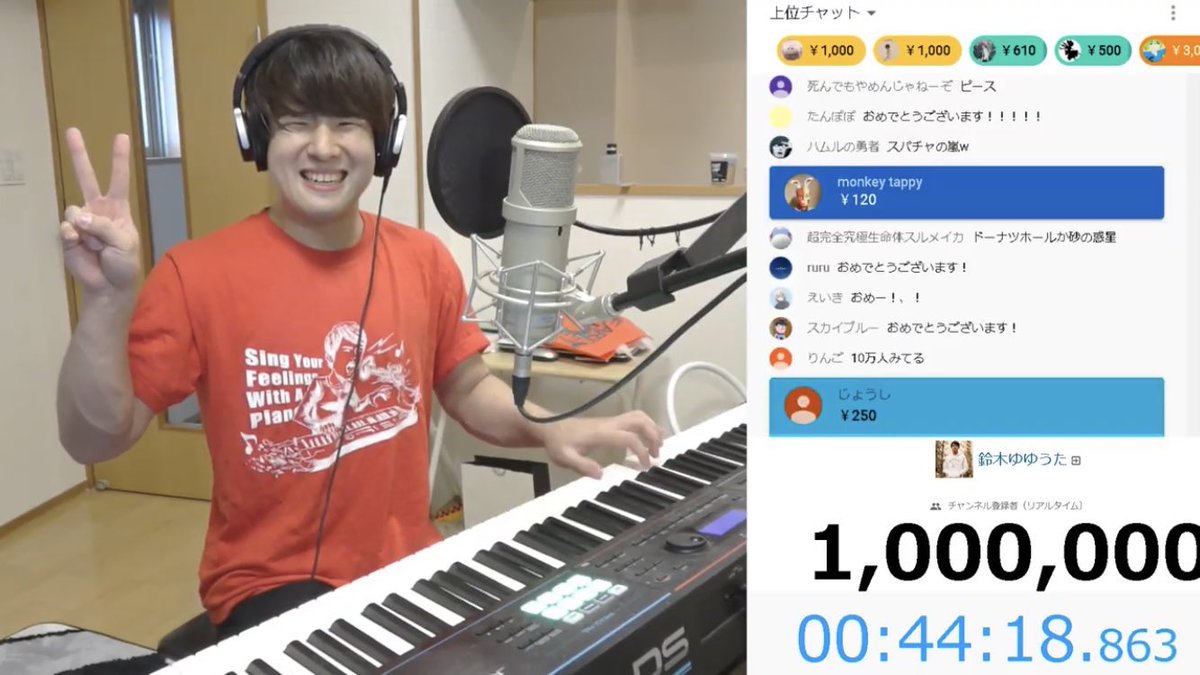 上位チャット
￥1,000
￥1,000
￥610
￥500
￥3,0
死んでもやめんじゃねーぞ ピース
たんぽぽ おめでとうございます！！！！！
ハムルの勇者 スパチャの嵐w
monkey tappy
￥120
超完全究極生命体スルメイカ ドーナツホールか砂の惑星
ruru おめでとうございます！
えいき おめー！、！
スカイブルー おめでとうございます！
りんご 10万人みてる
じょうし
￥250
鈴木ゆゆうた
チャンネル登録者（リアルタイム）
1,000,000
00:44:18.863
Sing Your
Feelings
With A
Piano
DS